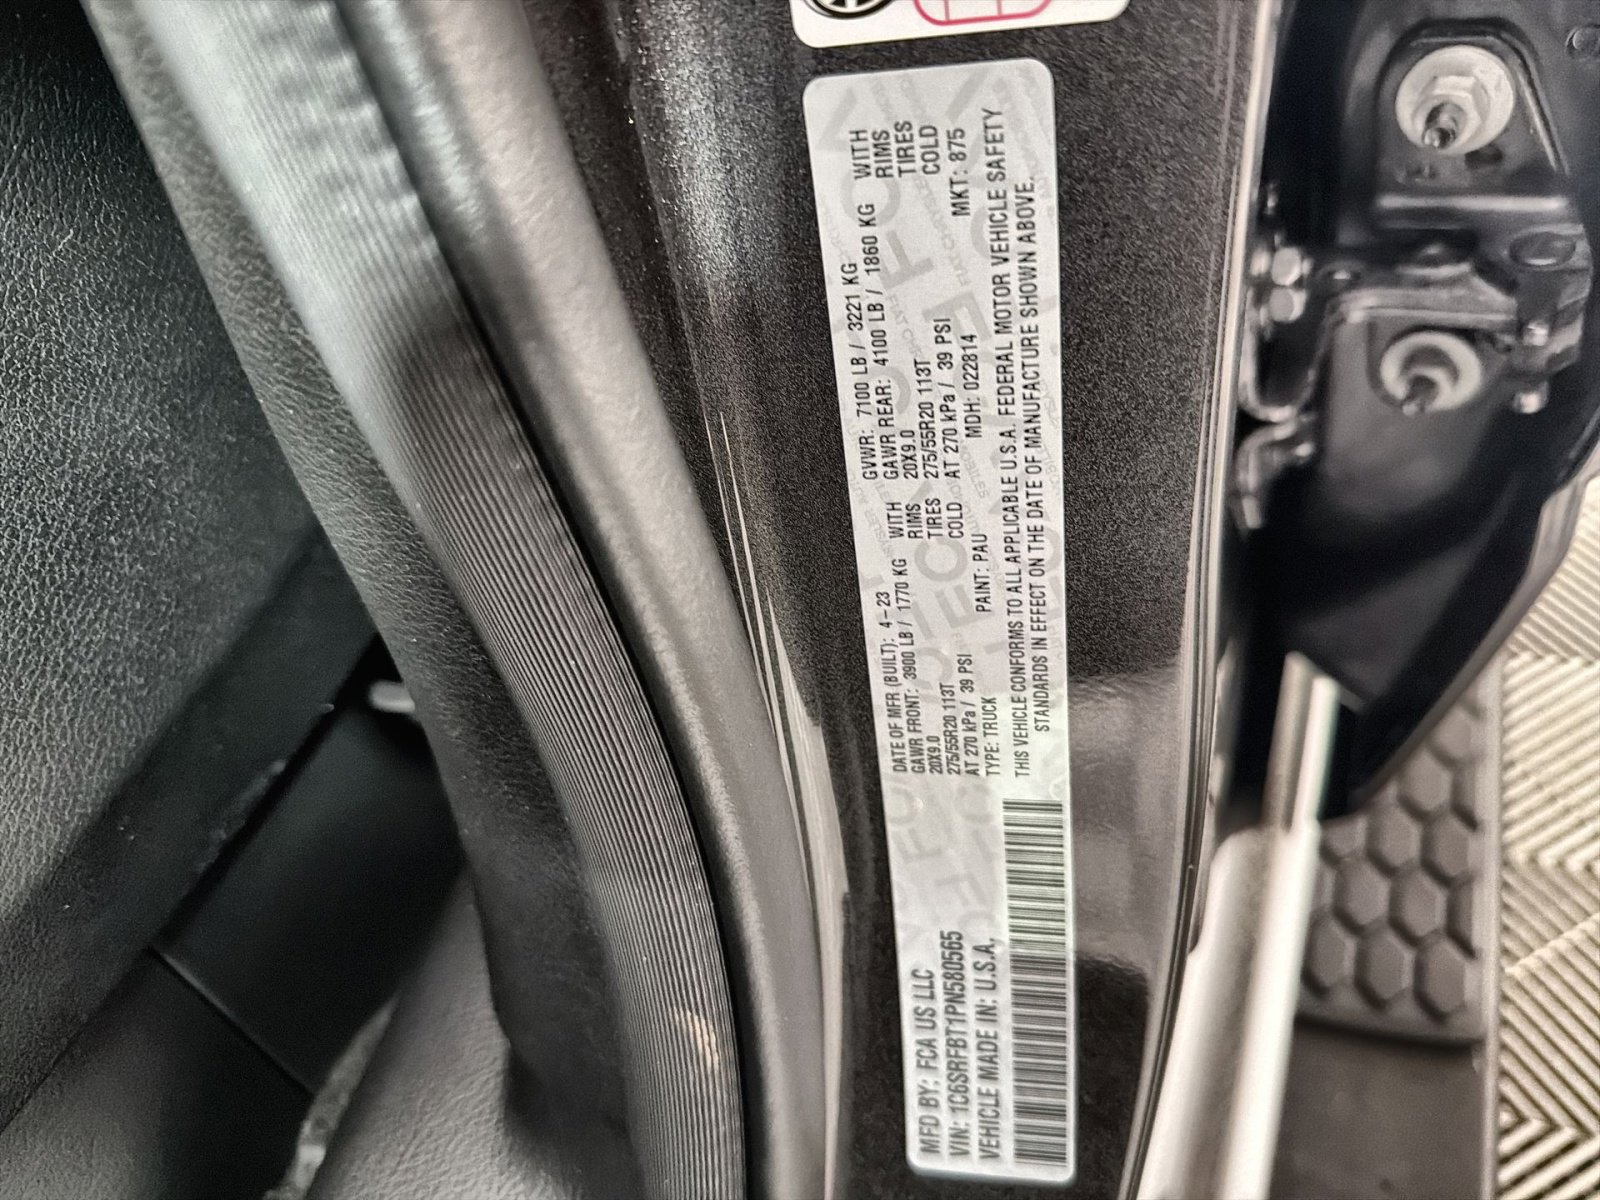 MFD BY: FCA US LLC
VIN: 1C6SRFBT1PN580565
VEHICLE MADE IN: U.S.A.
DATE OF MFR (BUILT): 4-23
GVWR: 7100 LB / 3221 KG
GAWR FRONT: 3900 LB / 1770 KG WITH
20X9.0 RIMS
275/55R20 113T TIRES
AT 270 kPa / 39 PSI COLD
GAWR REAR: 4100 LB / 1860 KG WITH
20X9.0 RIMS
275/55R20 113T TIRES
AT 270 kPa / 39 PSI COLD
TYPE: TRUCK PAINT: PAU MDH: 022814 MKT: 875
THIS VEHICLE CONFORMS TO ALL APPLICABLE U.S.A. FEDERAL MOTOR VEHICLE SAFETY
STANDARDS IN EFFECT ON THE DATE OF MANUFACTURE SHOWN ABOVE.